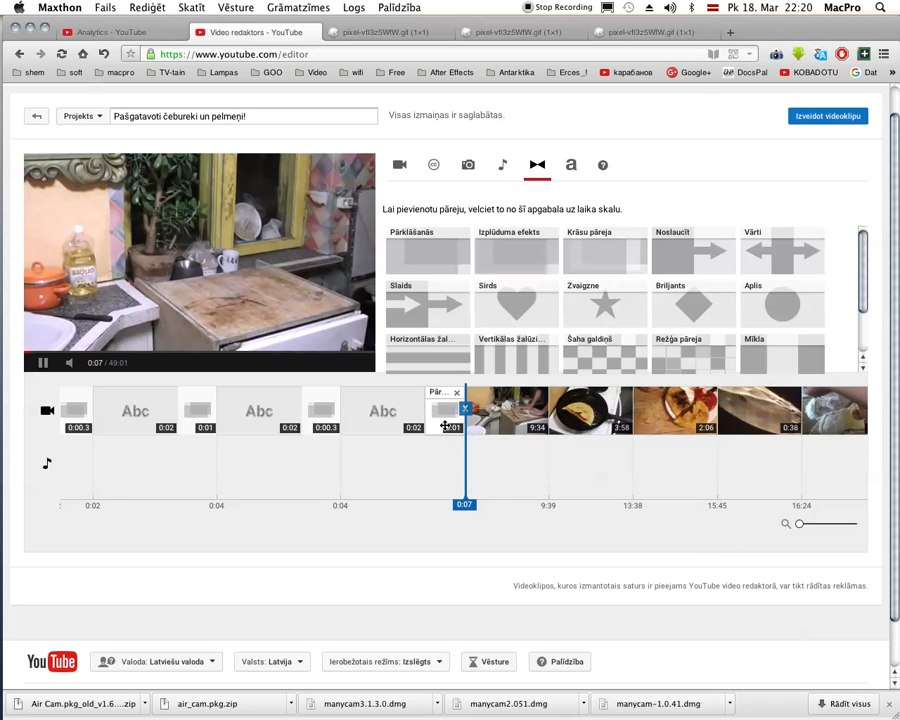 Maxthon Fails Rediģēt Skatīt Vēsture Grāmatzīmes Logs Palīdzība Stop Recording Pk 18. Mar 22:20 MacPro
Analytics - YouTube Video redaktors - YouTube pixel-vfl3z5WfW.gif (1×1) pixel-vfl3z5WfW.gif (1×1) pixel-vfl3z5WfW.gif (1×1)
https://www.youtube.com/editor
shem soft macpro TV-tain Lampas GOO Video wifi Free After Effects Antarktika Erces_! карабанов Google+ DocsPal KOBADOTU Dat »
Projekts Pašgatavoti čebureki un pelmeņi! Visas izmaiņas ir saglabātas. Izveidot videoklipu
cc a ?
Lai pievienotu pāreju, velciet to no šī apgabala uz laika skalu.
Pārklāšanās Izplūduma efekts Krāsu pāreja Noslaucīt Vārti
Slaids Sirds Zvaigzne Briljants Aplis
Horizontālas žal... Vertikālas žalūzi... Šaha galdiņš Režģa pāreja Mīkla
SAQLIO
0:07 / 49:01
Pār...
Abc Abc Abc
0:00.3 0:02 0:01 0:02 0:00.3 0:02 0:01 9:34 3:58 2:06 0:38
0:02 0:04 0:04 0:07 9:39 13:38 15:45 16:24
Videoklipos, kuros izmantotais saturs ir pieejams YouTube video redaktorā, var tikt rādītas reklāmas.
YouTube Valoda: Latviešu valoda Valsts: Latvija Ierobežotais režīms: Izslēgts Vēsture Palīdzība
Air Cam.pkg_old_v1.6....zip air_cam.pkg.zip manycam3.1.3.0.dmg manycam2.051.dmg manycam-1.0.41.dmg Rādīt visus